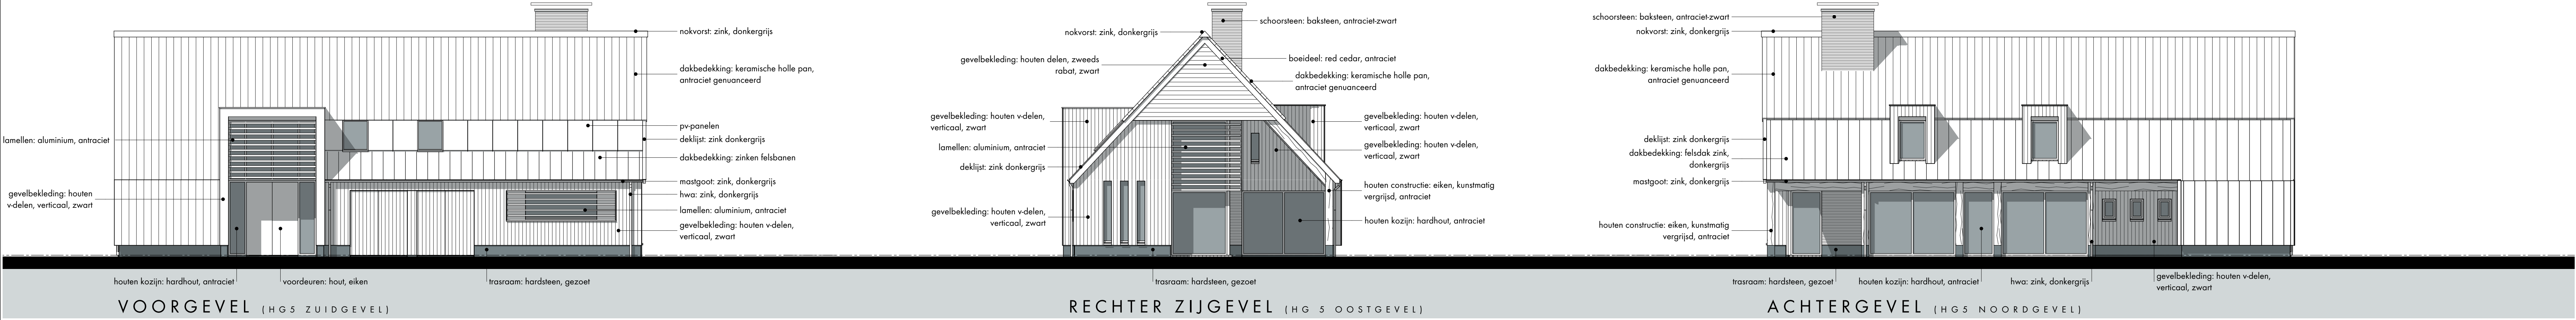 nokvorst: zink, donkergrijs
dakbedekking: keramische holle pan,
antraciet genuanceerd
lamellen: aluminium, antraciet
pv-panelen
deklijst: zink donkergrijs
dakbedekking: zinken felsbanen
mastgoot: zink, donkergrijs
gevelbekleding: houten
v-delen, verticaal, zwart
hwa: zink, donkergrijs
lamellen: aluminium, antraciet
gevelbekleding: houten v-delen,
verticaal, zwart
houten kozijn: hardhout, antraciet
voordeuren: hout, eiken
trasraam: hardsteen, gezoet
VOORGEVEL (HG5 ZUIDGEVEL)
schoorsteen: baksteen, antraciet-zwart
nokvorst: zink, donkergrijs
gevelbekleding: houten delen, zweeds
rabat, zwart
boeideel: red cedar, antraciet
dakbedekking: keramische holle pan,
antraciet genuanceerd
gevelbekleding: houten v-delen,
verticaal, zwart
gevelbekleding: houten v-delen,
verticaal, zwart
lamellen: aluminium, antraciet
gevelbekleding: houten v-delen,
verticaal, zwart
deklijst: zink donkergrijs
houten constructie: eiken, kunstmatig
vergrijsd, antraciet
gevelbekleding: houten v-delen,
verticaal, zwart
houten kozijn: hardhout, antraciet
trasraam: hardsteen, gezoet
RECHTER ZIJGEVEL (HG 5 OOSTGEVEL)
schoorsteen: baksteen, antraciet-zwart
nokvorst: zink, donkergrijs
dakbedekking: keramische holle pan,
antraciet genuanceerd
deklijst: zink donkergrijs
dakbedekking: felsdak zink,
donkergrijs
mastgoot: zink, donkergrijs
houten constructie: eiken, kunstmatig
vergrijsd, antraciet
trasraam: hardsteen, gezoet
houten kozijn: hardhout, antraciet
hwa: zink, donkergrijs
gevelbekleding: houten v-delen,
verticaal, zwart
ACHTERGEVEL (HG5 NOORDGEVEL)